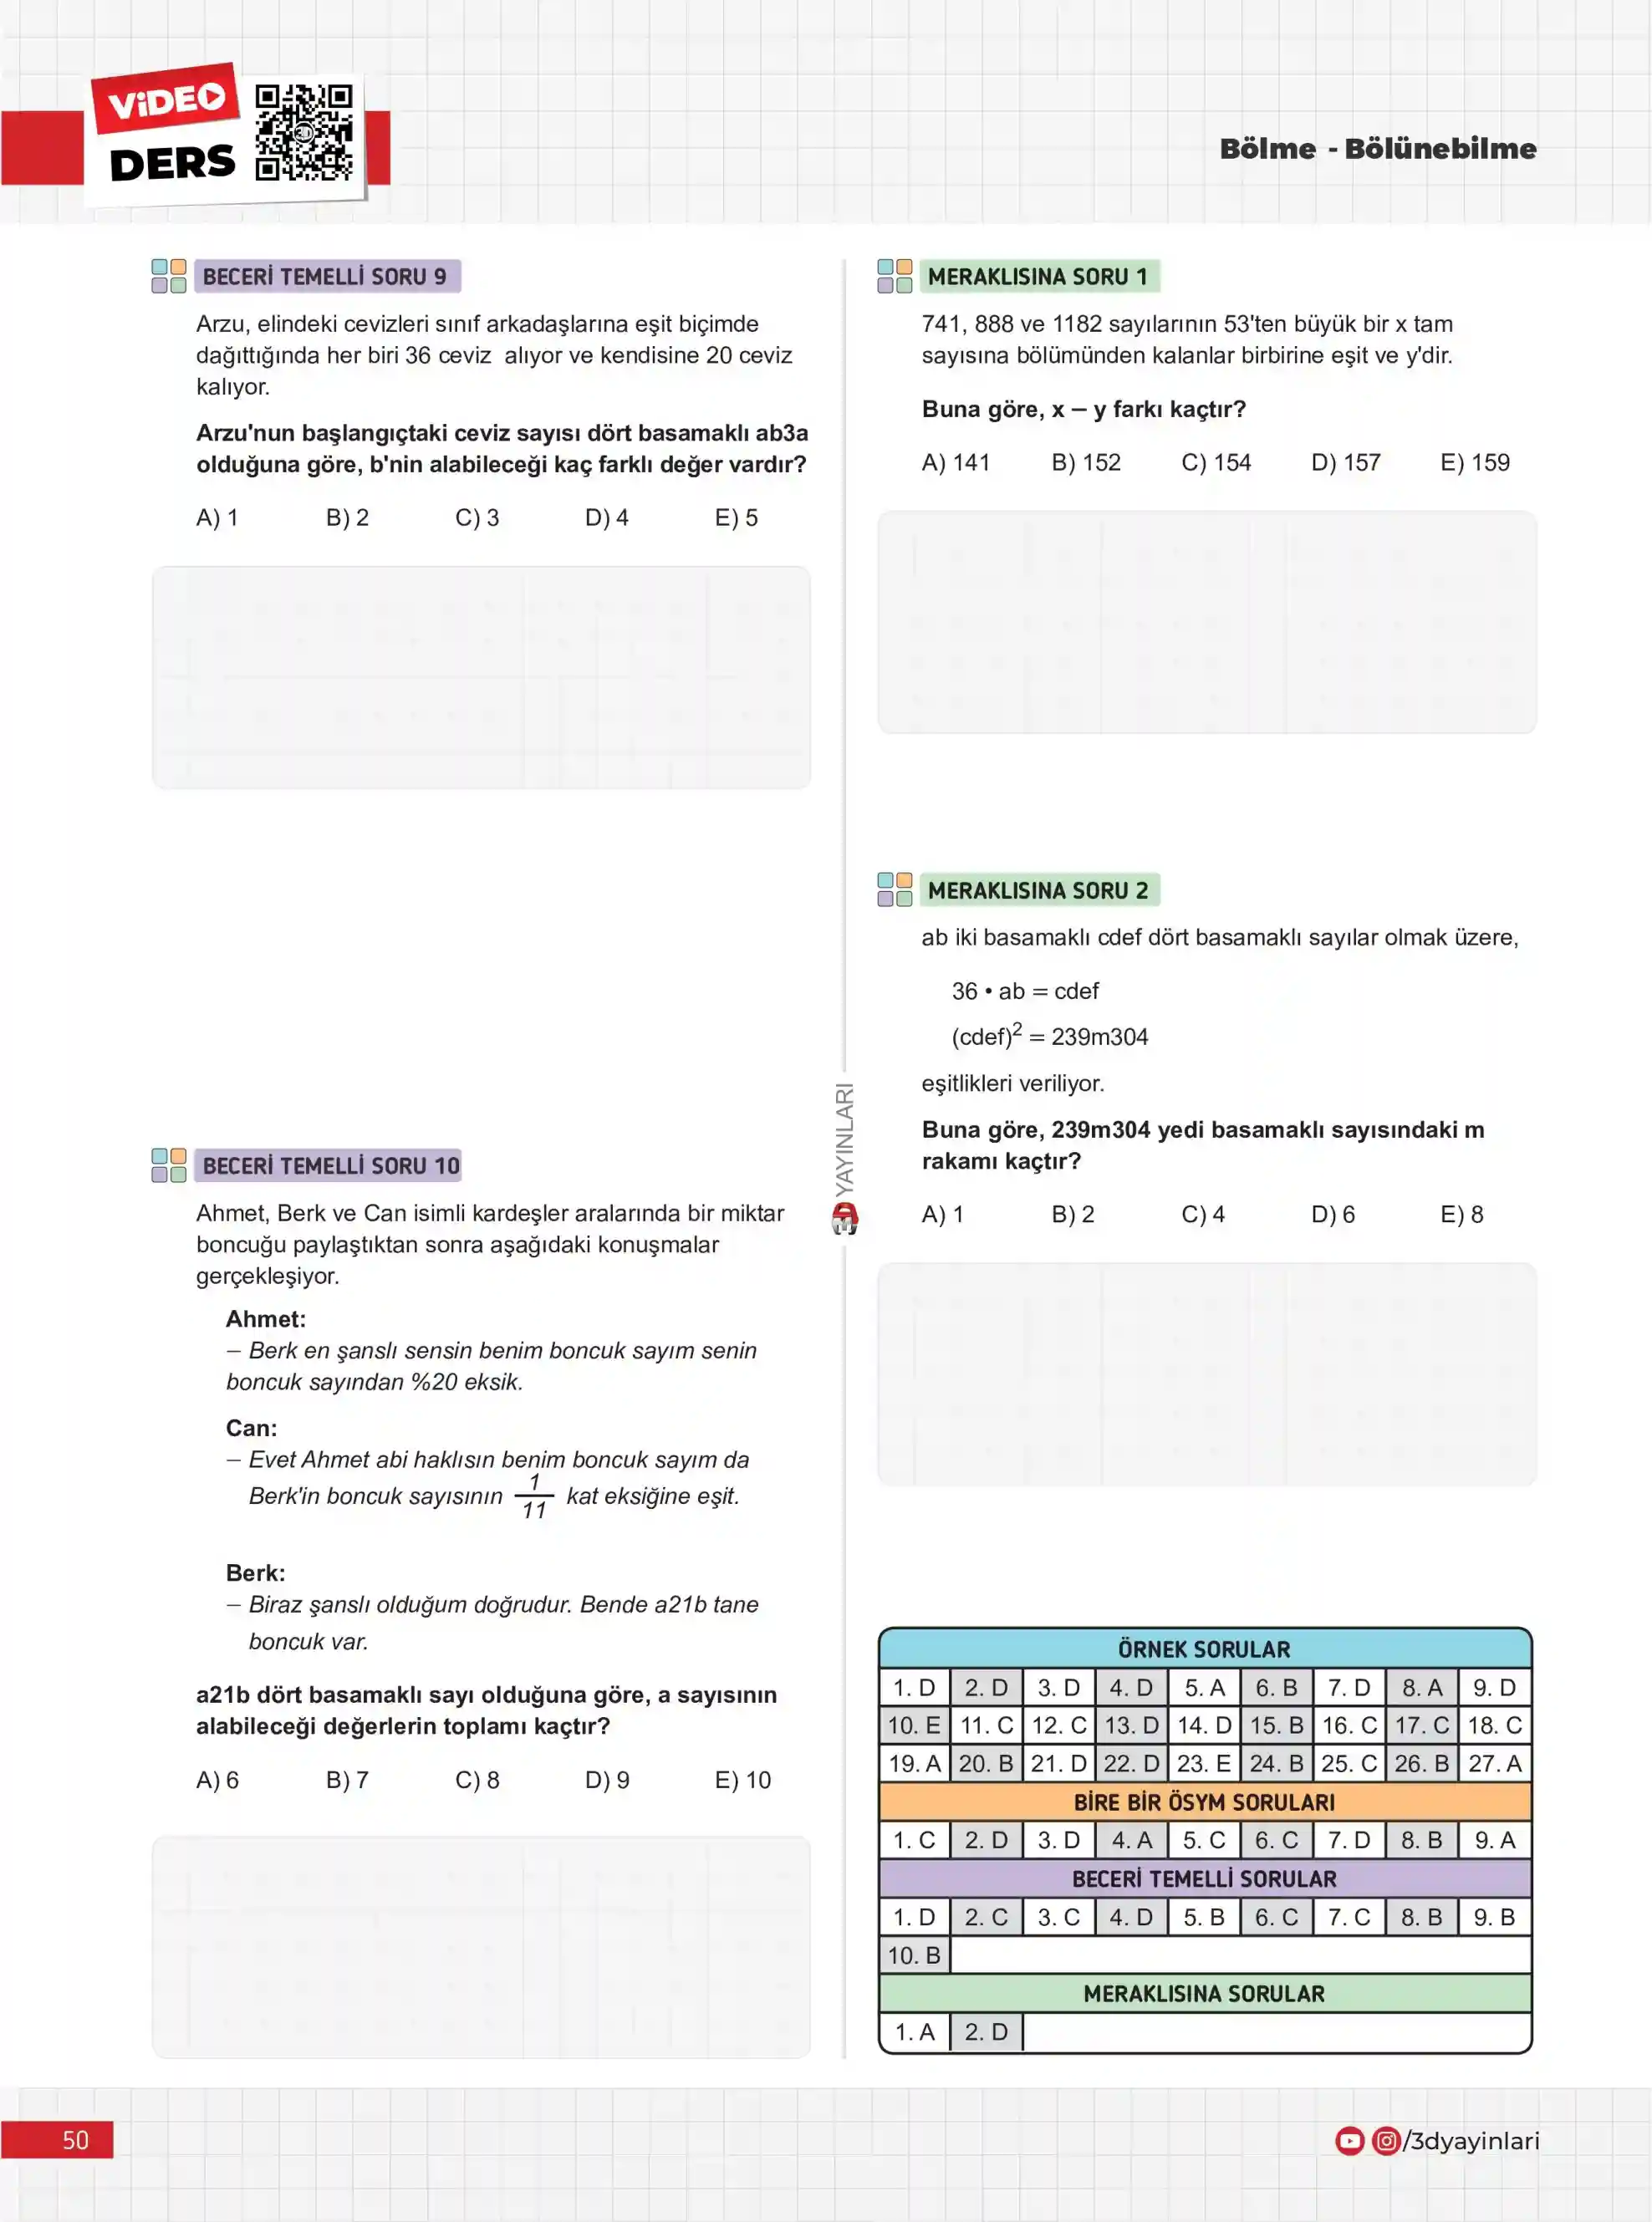 ViDEO
DERS
Bölme - Bölünebilme
BECERİ TEMELLİ SORU 9
Arzu, elindeki cevizleri sınıf arkadaşlarına eşit biçimde
dağıttığında her biri 36 ceviz alıyor ve kendisine 20 ceviz
kalıyor.
Arzu'nun başlangıçtaki ceviz sayısı dört basamaklı ab3a
olduğuna göre, b'nin alabileceği kaç farklı değer vardır?
A) 1 B) 2 C) 3 D) 4 E) 5
BECERİ TEMELLİ SORU 10
Ahmet, Berk ve Can isimli kardeşler aralarında bir miktar
boncuğu paylaştıktan sonra aşağıdaki konuşmalar
gerçekleşiyor.
Ahmet:
– Berk en şanslı sensin benim boncuk sayım senin
boncuk sayından %20 eksik.
Can:
– Evet Ahmet abi haklısın benim boncuk sayım da
Berk'in boncuk sayısının 1/11 kat eksiğine eşit.
Berk:
– Biraz şanslı olduğum doğrudur. Bende a21b tane
boncuk var.
a21b dört basamaklı sayı olduğuna göre, a sayısının
alabileceği değerlerin toplamı kaçtır?
A) 6 B) 7 C) 8 D) 9 E) 10
3D YAYINLARI
MERAKLISINA SORU 1
741, 888 ve 1182 sayılarının 53'ten büyük bir x tam
sayısına bölümünden kalanlar birbirine eşit ve y'dir.
Buna göre, x – y farkı kaçtır?
A) 141 B) 152 C) 154 D) 157 E) 159
MERAKLISINA SORU 2
ab iki basamaklı cdef dört basamaklı sayılar olmak üzere,
36 • ab = cdef
(cdef)² = 239m304
eşitlikleri veriliyor.
Buna göre, 239m304 yedi basamaklı sayısındaki m
rakamı kaçtır?
A) 1 B) 2 C) 4 D) 6 E) 8
ÖRNEK SORULAR
1. D 2. D 3. D 4. D 5. A 6. B 7. D 8. A 9. D
10. E 11. C 12. C 13. D 14. D 15. B 16. C 17. C 18. C
19. A 20. B 21. D 22. D 23. E 24. B 25. C 26. B 27. A
BİRE BİR ÖSYM SORULARI
1. C 2. D 3. D 4. A 5. C 6. C 7. D 8. B 9. A
BECERİ TEMELLİ SORULAR
1. D 2. C 3. C 4. D 5. B 6. C 7. C 8. B 9. B
10. B
MERAKLISINA SORULAR
1. A 2. D
50
/3dyayinlari